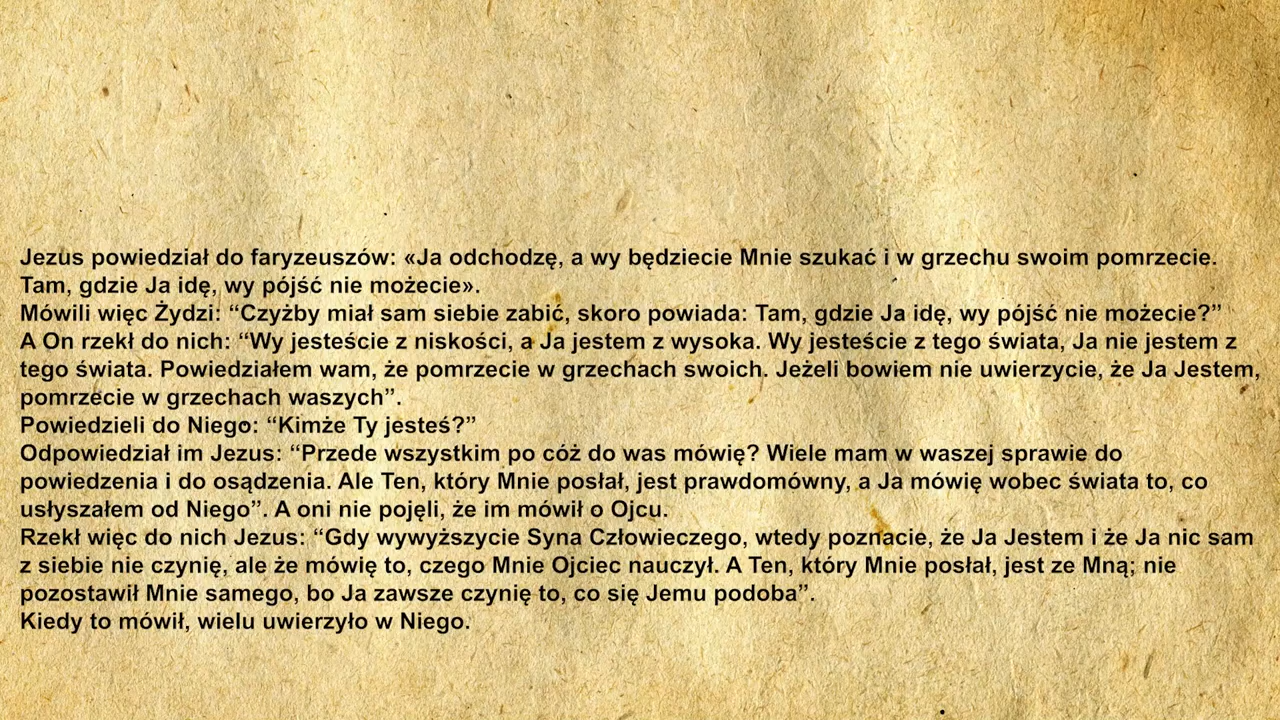 Jezus powiedział do faryzeuszów: «Ja odchodzę, a wy będziecie Mnie szukać i w grzechu swoim pomrzecie.
Tam, gdzie Ja idę, wy pójść nie możecie».
Mówili więc Żydzi: “Czyżby miał sam siebie zabić, skoro powiada: Tam, gdzie Ja idę, wy pójść nie możecie?”
A On rzekł do nich: “Wy jesteście z niskości, a Ja jestem z wysoka. Wy jesteście z tego świata, Ja nie jestem z
tego świata. Powiedziałem wam, że pomrzecie w grzechach swoich. Jeżeli bowiem nie uwierzycie, że Ja Jestem,
pomrzecie w grzechach waszych”.
Powiedzieli do Niego: “Kimże Ty jesteś?”
Odpowiedział im Jezus: “Przede wszystkim po cóż do was mówię? Wiele mam w waszej sprawie do
powiedzenia i do osądzenia. Ale Ten, który Mnie posłał, jest prawdomówny, a Ja mówię wobec świata to, co
usłyszałem od Niego”. A oni nie pojęli, że im mówił o Ojcu.
Rzekł więc do nich Jezus: “Gdy wywyższycie Syna Człowieczego, wtedy poznacie, że Ja Jestem i że Ja nic sam
z siebie nie czynię, ale że mówię to, czego Mnie Ojciec nauczył. A Ten, który Mnie posłał, jest ze Mną; nie
pozostawił Mnie samego, bo Ja zawsze czynię to, co się Jemu podoba”.
Kiedy to mówił, wielu uwierzyło w Niego.